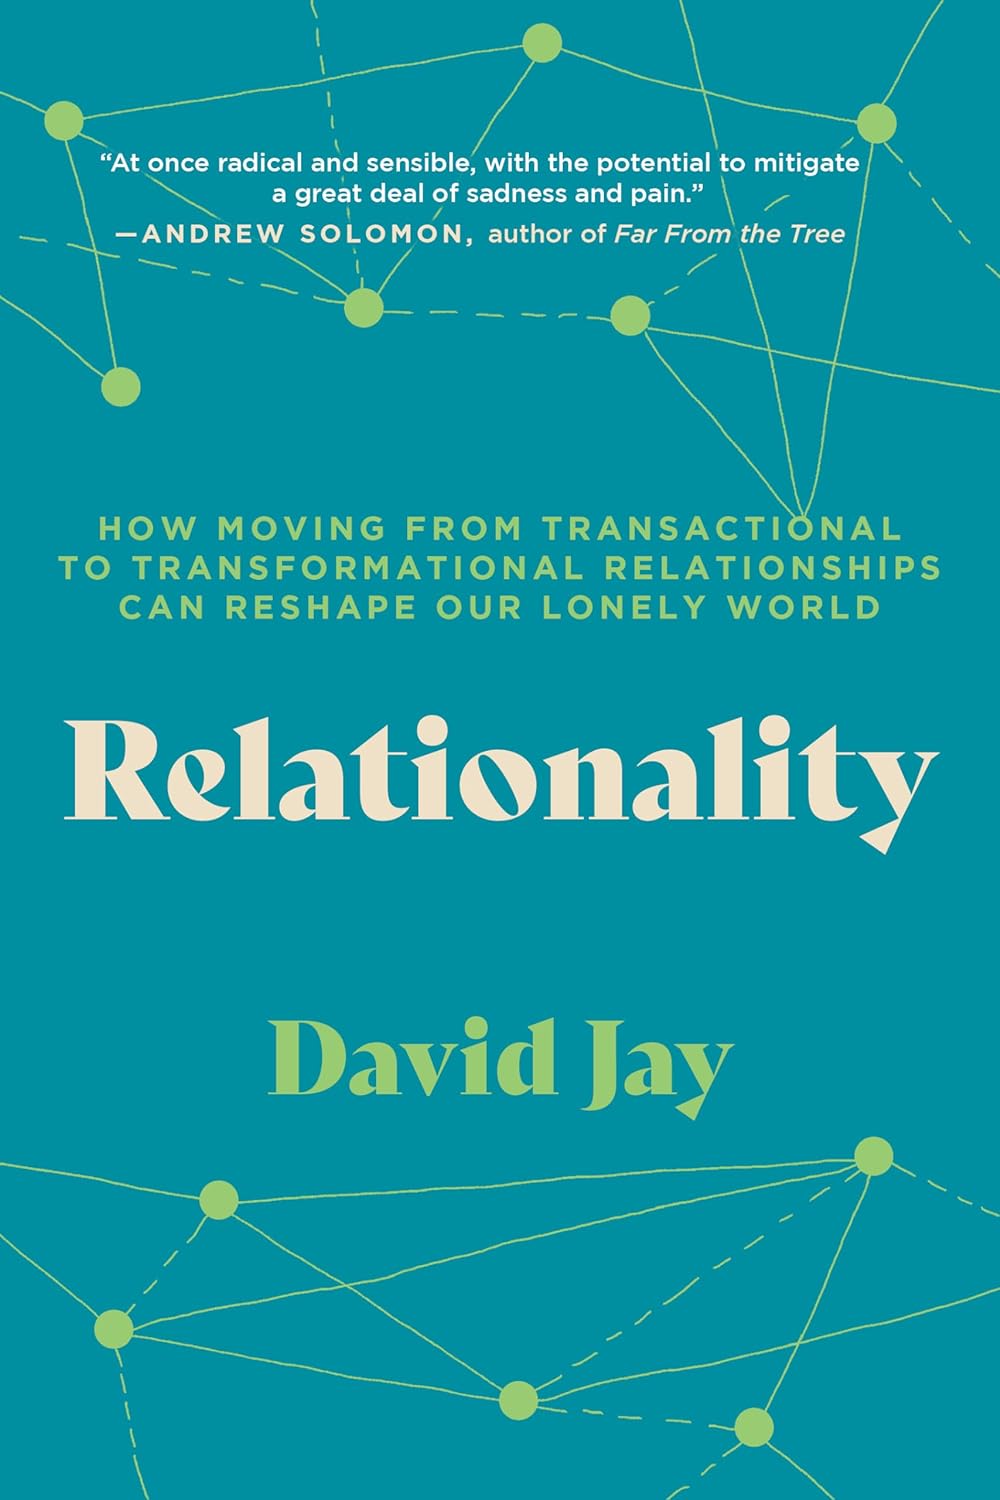 “At once radical and sensible, with the potential to mitigate
a great deal of sadness and pain.”
—ANDREW SOLOMON, author of Far From the Tree
HOW MOVING FROM TRANSACTIONAL
TO TRANSFORMATIONAL RELATIONSHIPS
CAN RESHAPE OUR LONELY WORLD
Relationality
David Jay